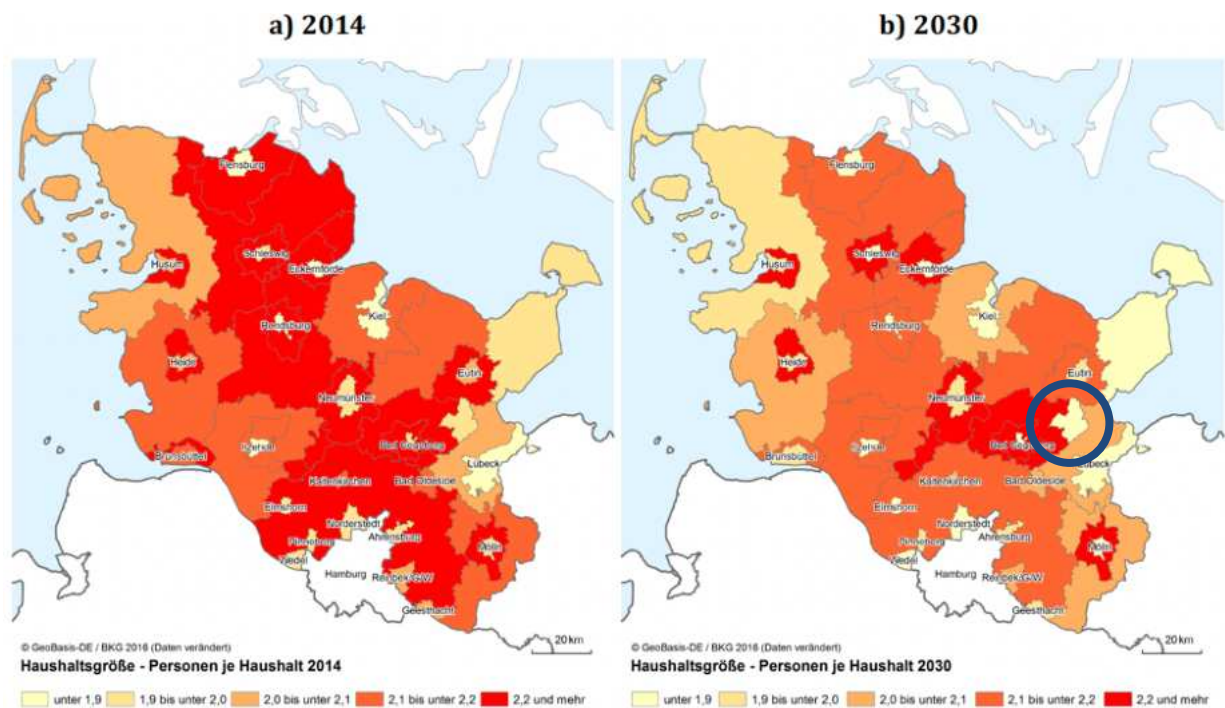 a) 2014
b) 2030
Flensburg
Schleswig
Eckernförde
Husum
Kiel
Rendsburg
Heide
Eutin
Neumünster
Bad Segeberg
Itzehoe
Brunsbüttel
Lübeck
Kaltenkirchen
Bad Oldesloe
Elmshorn
Norderstedt
Ahrensburg
Pinneberg
Mölln
Wedel
Hamburg
Reinbek/G/W
Geesthacht
20 km
© GeoBasis-DE / BKG 2016 (Daten verändert)
Haushaltsgröße - Personen je Haushalt 2014
unter 1,9 1,9 bis unter 2,0 2,0 bis unter 2,1 2,1 bis unter 2,2 2,2 und mehr
Flensburg
Schleswig
Eckernförde
Husum
Kiel
Rendsburg
Heide
Eutin
Neumünster
Bad Segeberg
Itzehoe
Brunsbüttel
Lübeck
Kaltenkirchen
Bad Oldesloe
Elmshorn
Norderstedt
Ahrensburg
Pinneberg
Mölln
Wedel
Hamburg
Reinbek/G/W
Geesthacht
20 km
© GeoBasis-DE / BKG 2016 (Daten verändert)
Haushaltsgröße - Personen je Haushalt 2030
unter 1,9 1,9 bis unter 2,0 2,0 bis unter 2,1 2,1 bis unter 2,2 2,2 und mehr